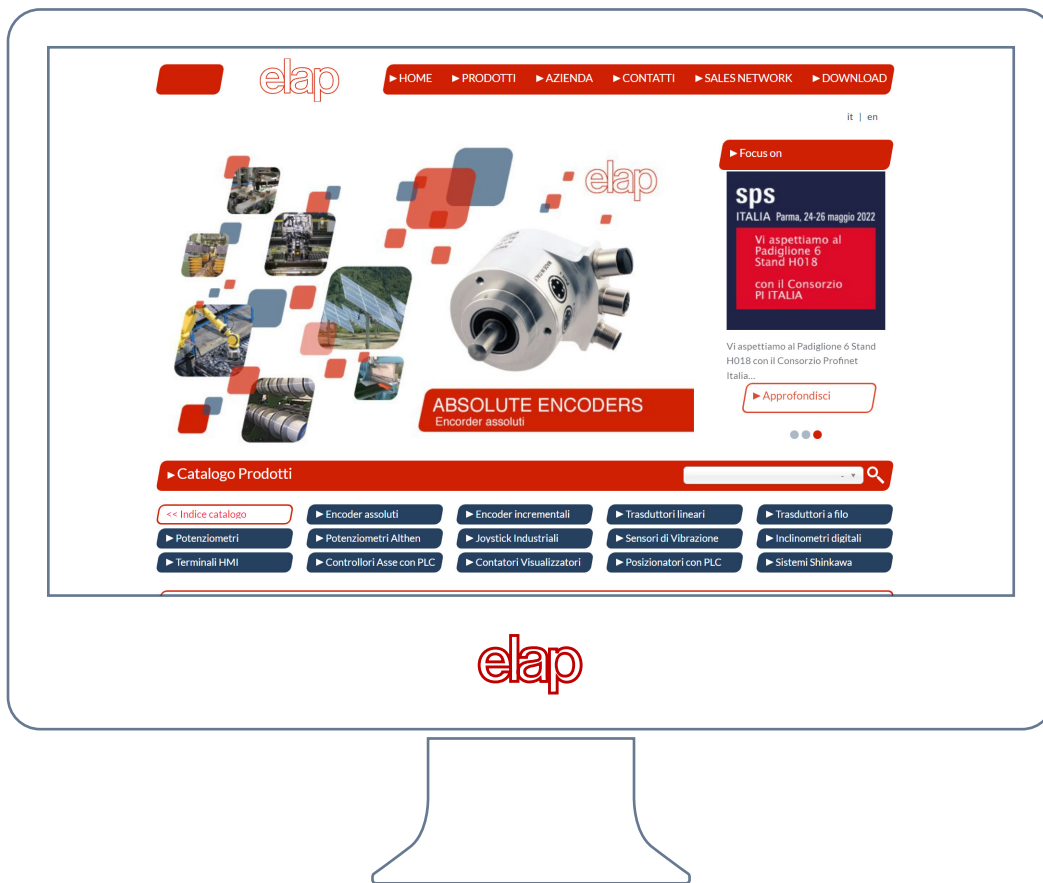 elap
►HOME ►PRODOTTI ►AZIENDA ►CONTATTI ►SALES NETWORK ►DOWNLOAD
it | en
elap
ABSOLUTE ENCODERS
Encorder assoluti
►Focus on
sps
ITALIA Parma, 24-26 maggio 2022
Vi aspettiamo al
Padiglione 6
Stand H018
con il Consorzio
PI ITALIA
Vi aspettiamo al Padiglione 6 Stand
H018 con il Consorzio Profinet
Italia...
►Approfondisci
►Catalogo Prodotti
-
<< Indice catalogo ►Encoder assoluti ►Encoder incrementali ►Trasduttori lineari ►Trasduttori a filo
►Potenziometri ►Potenziometri Althen ►Joystick Industriali ►Sensori di Vibrazione ►Inclinometri digitali
►Terminali HMI ►Controllori Asse con PLC ►Contatori Visualizzatori ►Posizionatori con PLC ►Sistemi Shinkawa
elap